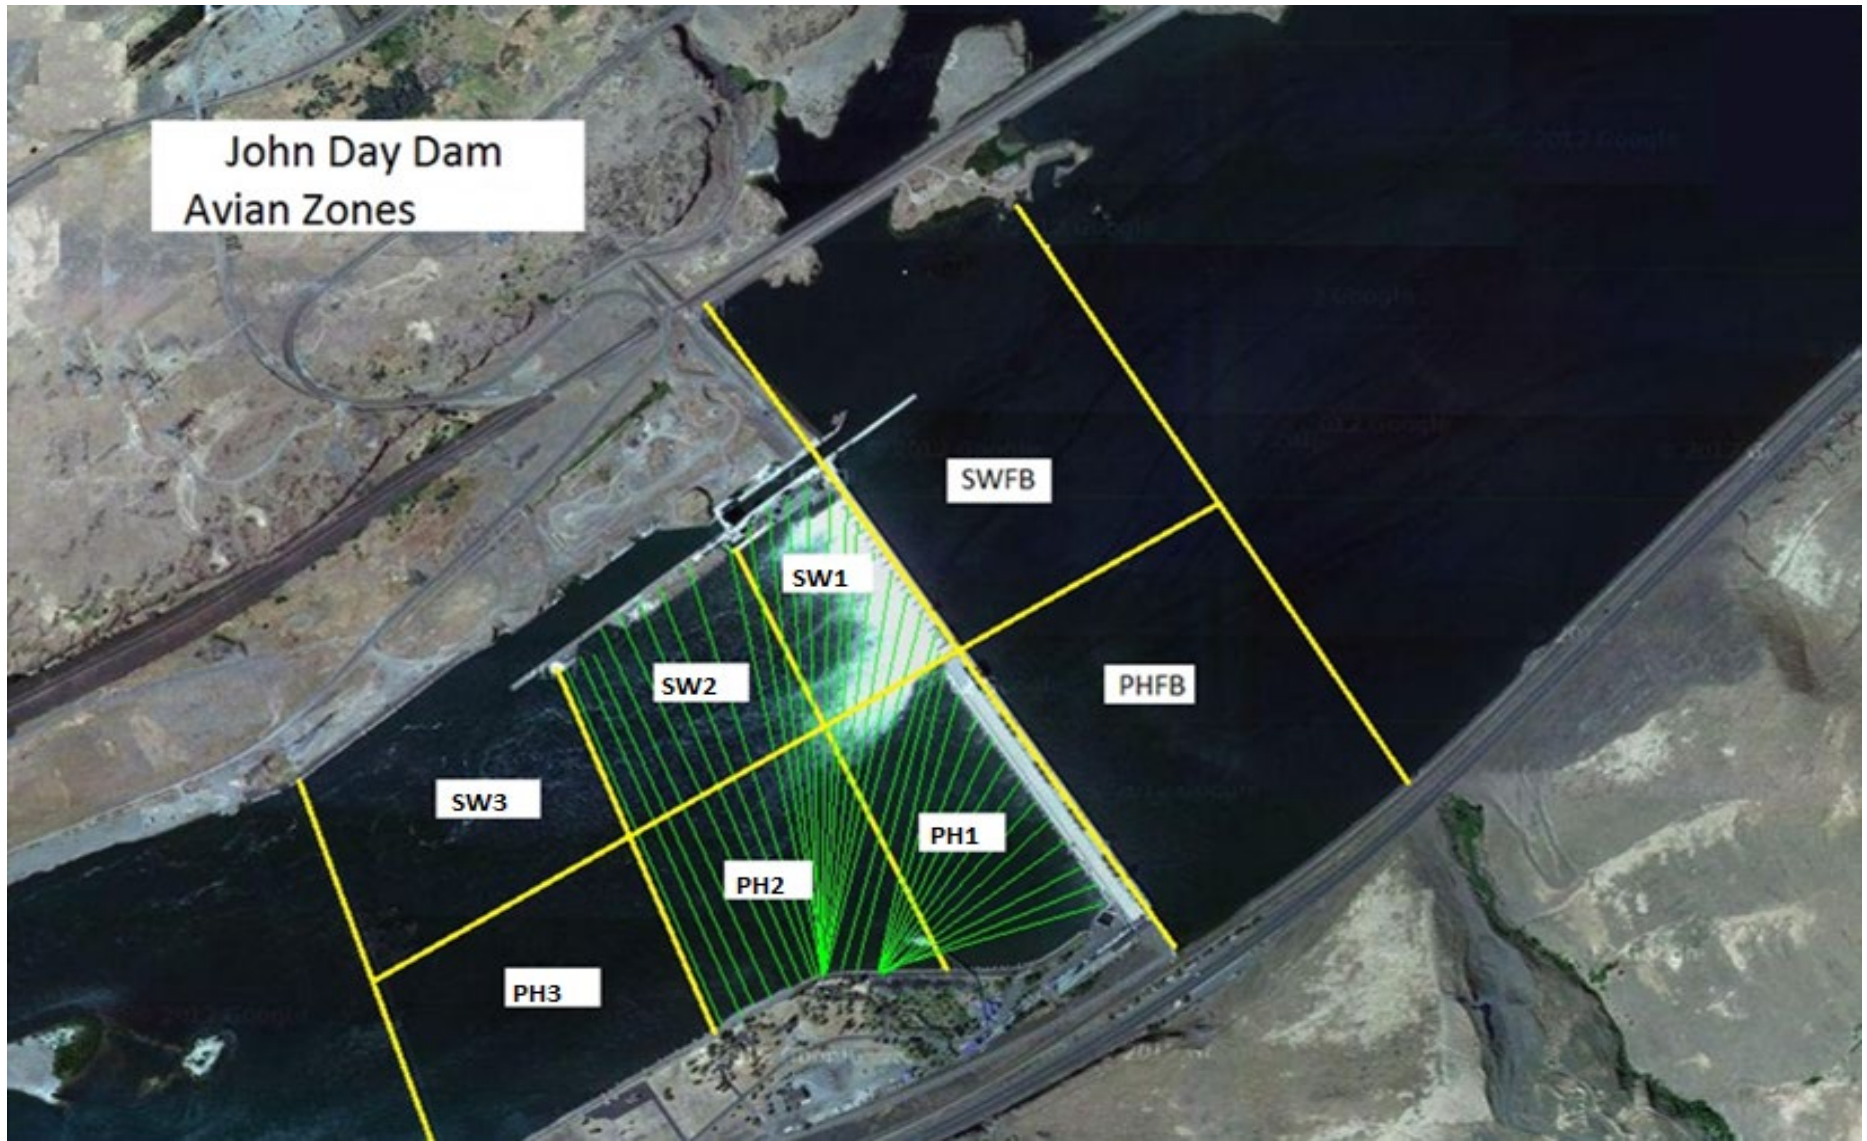 John Day Dam
Avian Zones
SWFB
SW1
SW2
PHFB
SW3
PH1
PH2
PH3